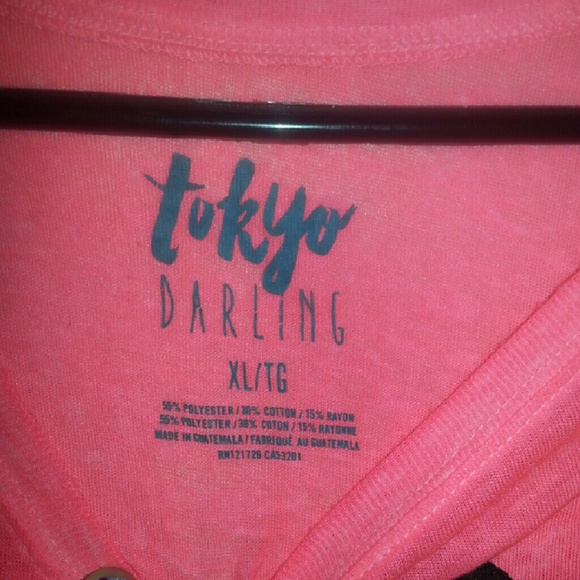 tokyo
DARLING
XL/TG
55% POLYESTER / 30% COTTON / 15% RAYON
55% POLYESTER / 30% COTON / 15% RAYONNE
MADE IN GUATEMALA / FABRIQUÉ AU GUATEMALA
RN121726 CA53201